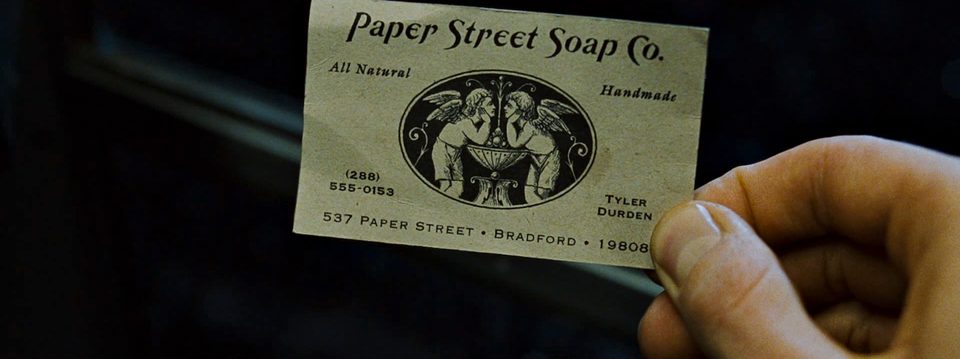 Paper Street Soap Co.
All Natural
Handmade
(288)
555-0153
Tyler
Durden
537 Paper Street • Bradford • 19808